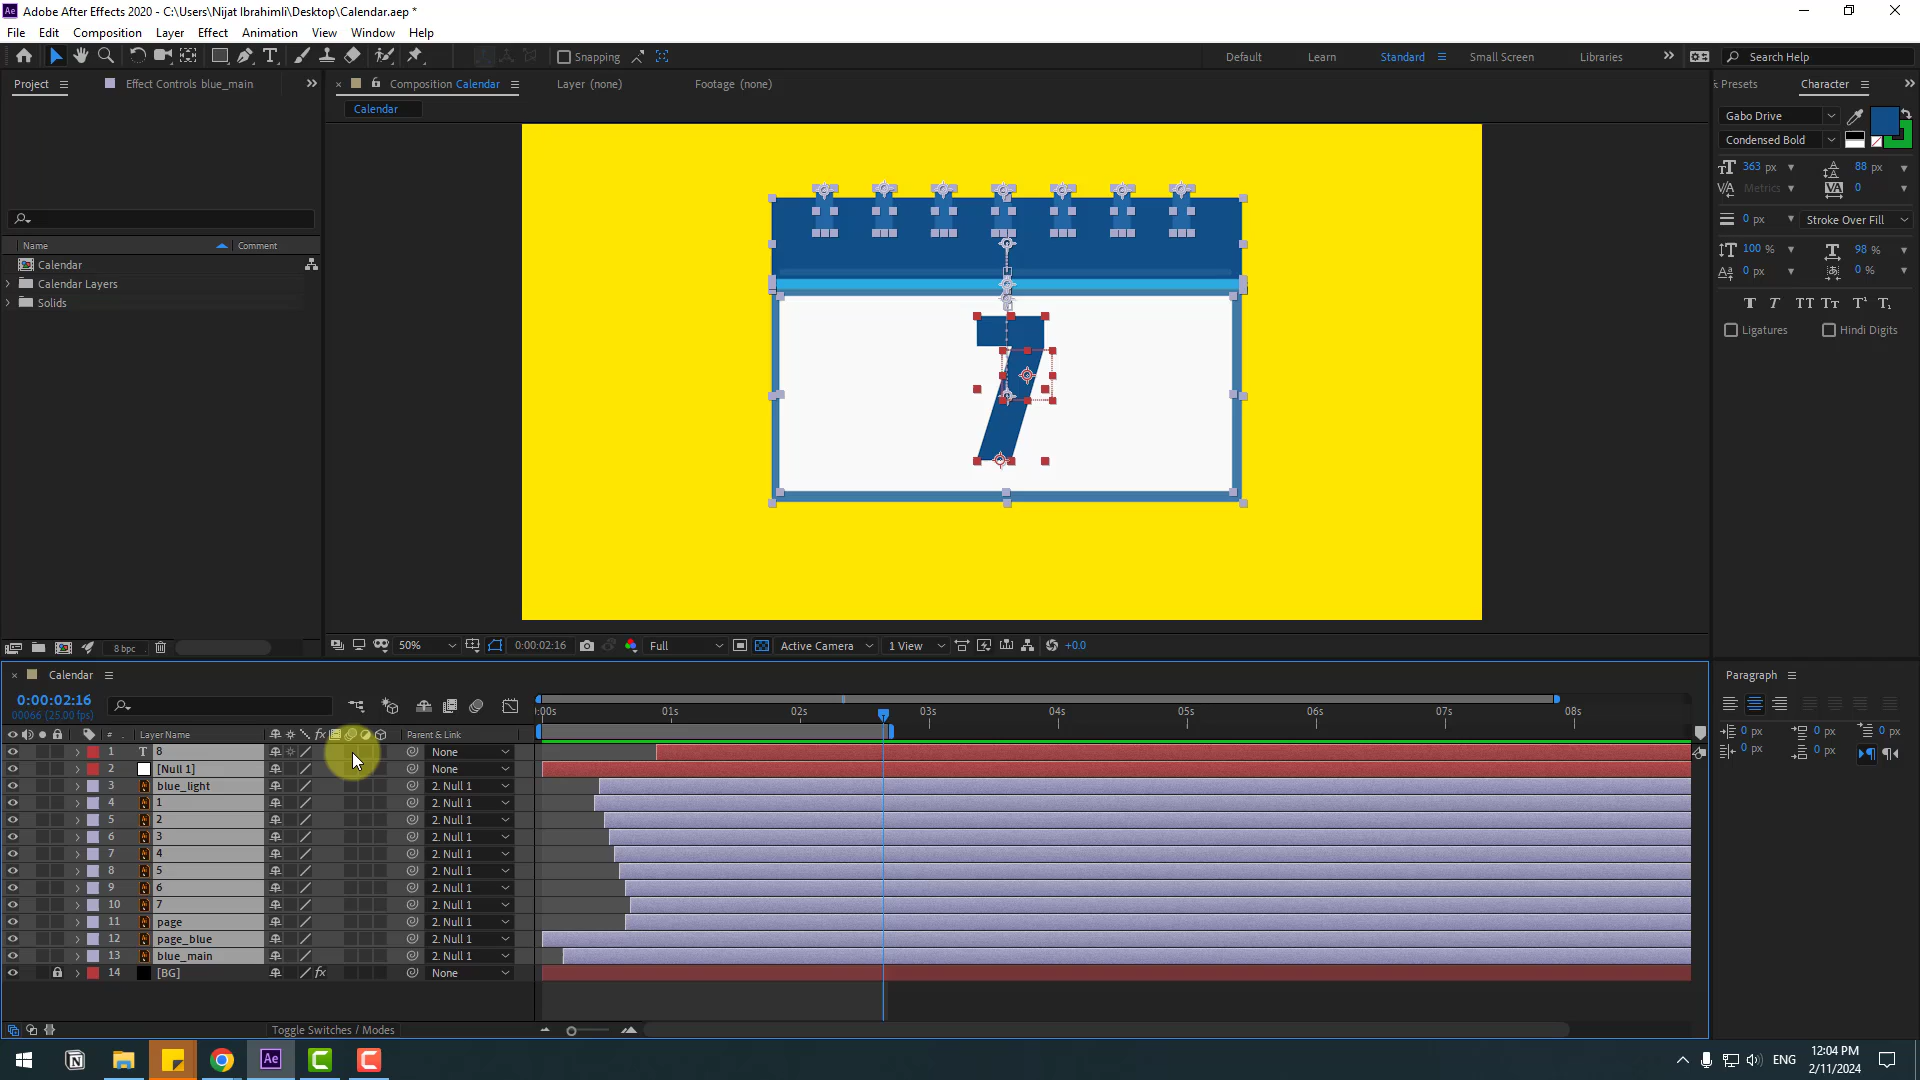 Adobe After Effects 2020 - C:\Users\Nijat Ibrahimli\Desktop\Calendar.aep *
File Edit Composition Layer Effect Animation View Window Help
Snapping Default Learn Standard Small Screen Libraries Search Help
Project Effect Controls blue_main Composition Calendar Layer (none) Footage (none) Presets Character
Calendar
Gabo Drive
Condensed Bold
363 px 88 px
Metrics 0
0 px Stroke Over Fill
100 % 98 %
0 px 0 %
Ligatures Hindi Digits
Name Comment
Calendar
Calendar Layers
Solids
7
8 bpc 50% 0:00:02:16 Full Active Camera 1 View +0.0
Calendar
Paragraph
0:00:02:16
00066 (25.00 fps)
0:00s 01s 02s 03s 04s 05s 06s 07s 08s
# Layer Name Parent & Link
1 T 8 None
2 [Null 1] None
3 blue_light 2. Null 1
4 1 2. Null 1
5 2 2. Null 1
6 3 2. Null 1
7 4 2. Null 1
8 5 2. Null 1
9 6 2. Null 1
10 7 2. Null 1
11 page 2. Null 1
12 page_blue 2. Null 1
13 blue_main 2. Null 1
14 [BG] fx None
0 px 0 px 0 px
0 px 0 px
Toggle Switches / Modes
ENG 12:04 PM
2/11/2024